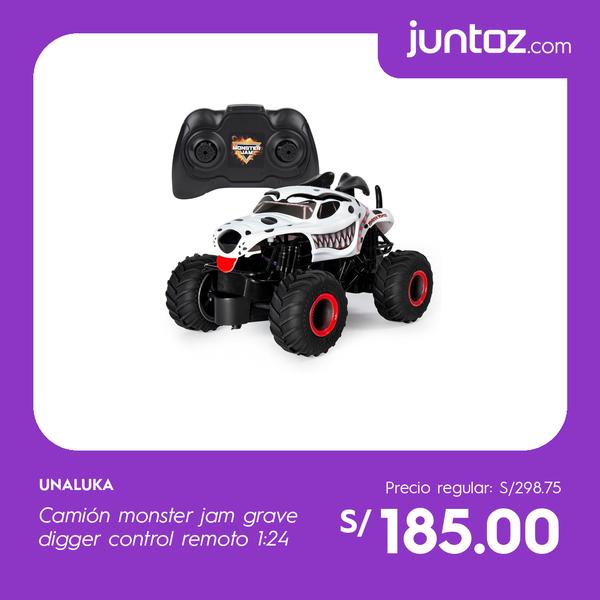 juntoz.com
MONSTER
JAM
UNALUKA
Camión monster jam grave
digger control remoto 1:24
Precio regular: S/298.75
S/185.00